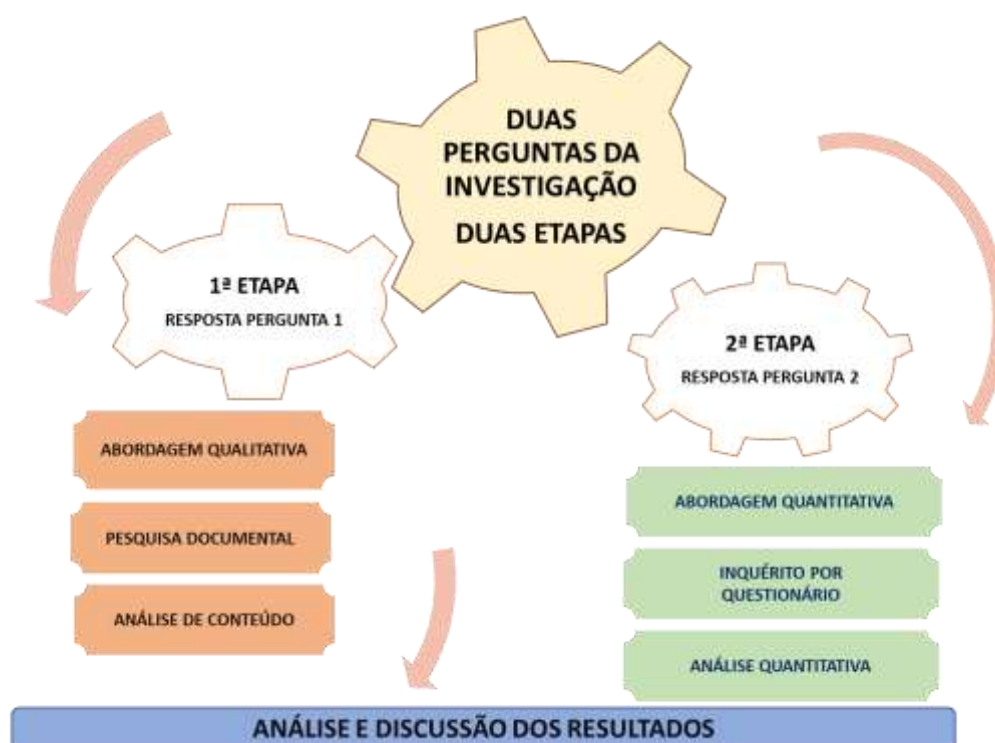 DUAS
PERGUNTAS DA
INVESTIGAÇÃO
DUAS ETAPAS
1ª ETAPA
RESPOSTA PERGUNTA 1
2ª ETAPA
RESPOSTA PERGUNTA 2
ABORDAGEM QUALITATIVA
PESQUISA DOCUMENTAL
ANÁLISE DE CONTEÚDO
ABORDAGEM QUANTITATIVA
INQUÉRITO POR
QUESTIONÁRIO
ANÁLISE QUANTITATIVA
ANÁLISE E DISCUSSÃO DOS RESULTADOS